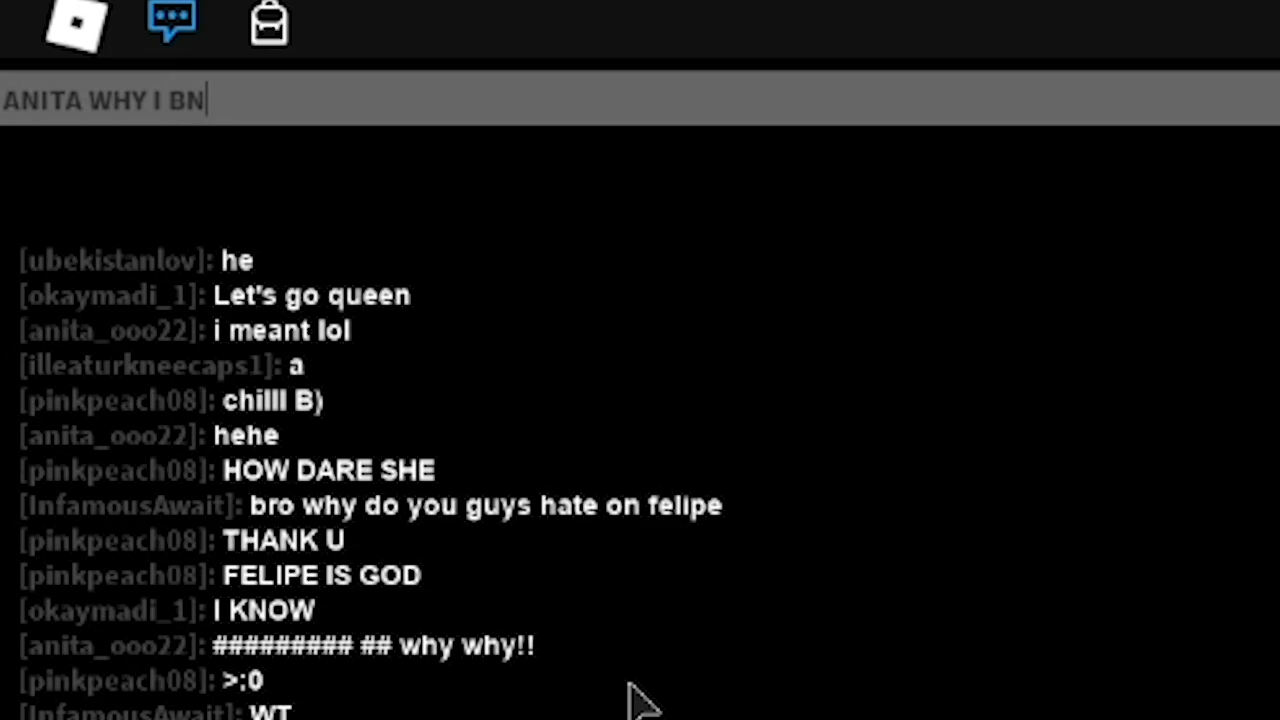 ANITA WHY I BN
[ubekistanlov]: he
[okaymadi_1]: Let's go queen
[anita_ooo22]: i meant lol
[illeaturkneecaps1]: a
[pinkpeach08]: chilll B)
[anita_ooo22]: hehe
[pinkpeach08]: HOW DARE SHE
[InfamousAwait]: bro why do you guys hate on felipe
[pinkpeach08]: THANK U
[pinkpeach08]: FELIPE IS GOD
[okaymadi_1]: I KNOW
[anita_ooo22]: ######### ## why why!!
[pinkpeach08]: >:0
[InfamousAwait]: WT